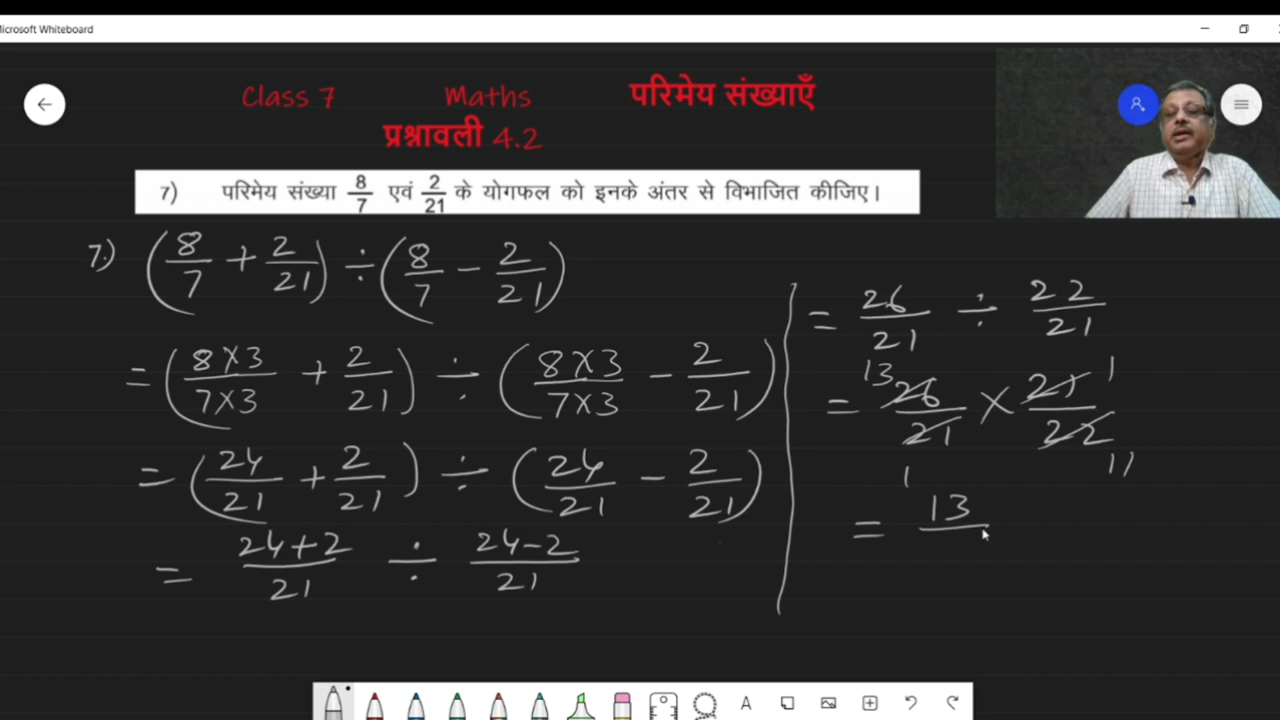 Microsoft Whiteboard
Class 7 Maths परिमेय संख्याएँ
प्रश्नावली 4.2
7) परिमेय संख्या 8/7 एवं 2/21 के योगफल को इनके अंतर से विभाजित कीजिए।
7.) (8/7 + 2/21) ÷ (8/7 − 2/21)
= (8×3/7×3 + 2/21) ÷ (8×3/7×3 − 2/21)
= (24/21 + 2/21) ÷ (24/21 − 2/21)
= 24+2/21 ÷ 24−2/21
= 26/21 ÷ 22/21
13 1
= 26/21 × 21/22
1 11
= 13
A